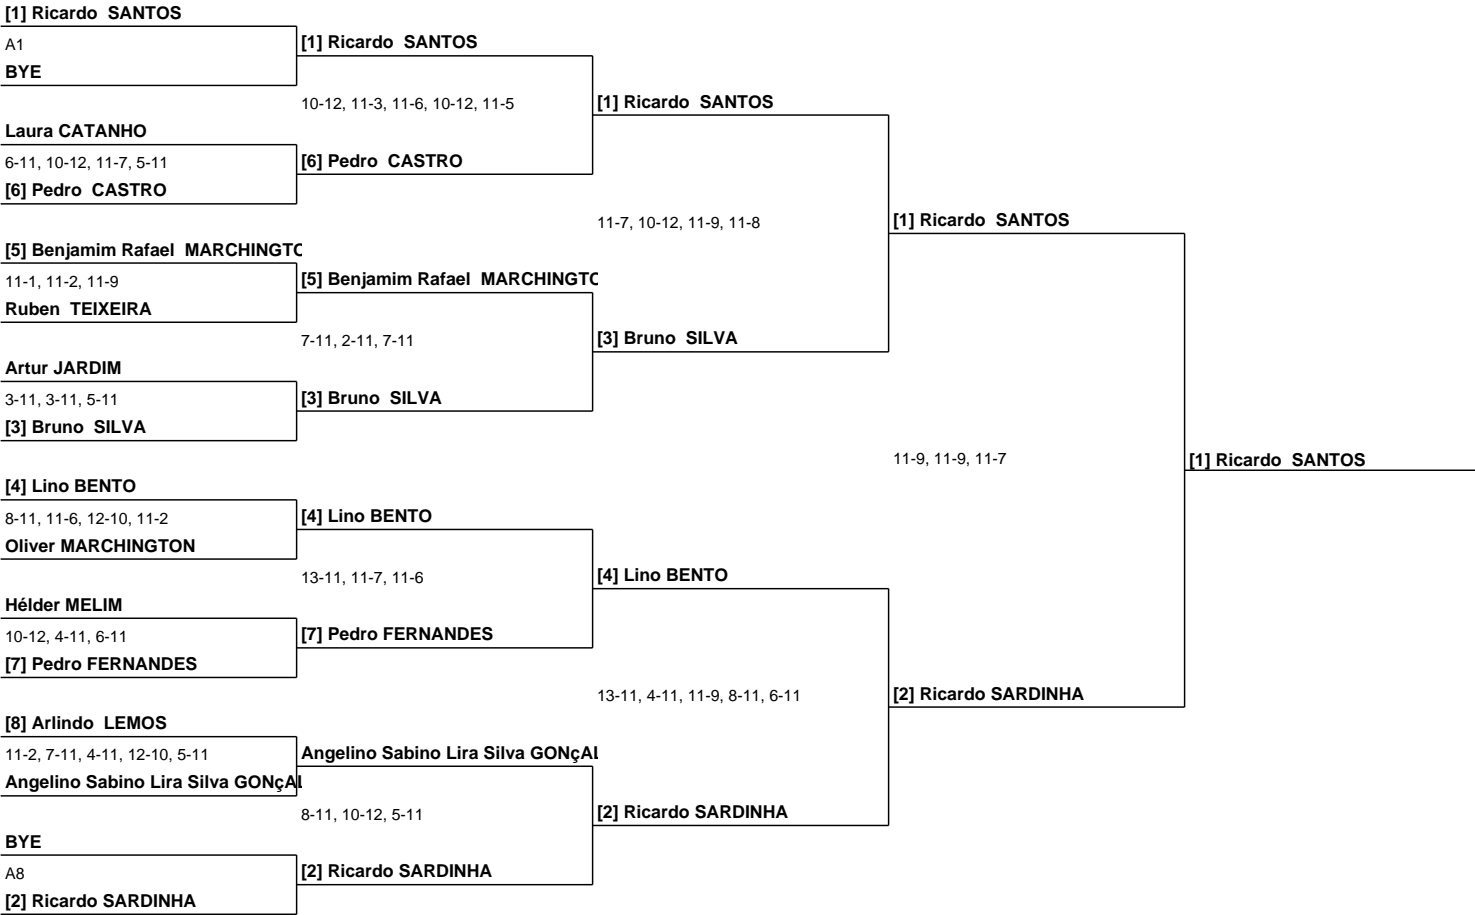 [1] Ricardo SANTOS
A1
BYE
Laura CATANHO
6-11, 10-12, 11-7, 5-11
[6] Pedro CASTRO
[5] Benjamim Rafael MARCHINGTO
11-1, 11-2, 11-9
Ruben TEIXEIRA
Artur JARDIM
3-11, 3-11, 5-11
[3] Bruno SILVA
[4] Lino BENTO
8-11, 11-6, 12-10, 11-2
Oliver MARCHINGTON
Hélder MELIM
10-12, 4-11, 6-11
[7] Pedro FERNANDES
[8] Arlindo LEMOS
11-2, 7-11, 4-11, 12-10, 5-11
Angelino Sabino Lira Silva GONçAL
BYE
A8
[2] Ricardo SARDINHA
[1] Ricardo SANTOS
10-12, 11-3, 11-6, 10-12, 11-5
[6] Pedro CASTRO
[5] Benjamim Rafael MARCHINGTO
7-11, 2-11, 7-11
[3] Bruno SILVA
[4] Lino BENTO
13-11, 11-7, 11-6
[7] Pedro FERNANDES
Angelino Sabino Lira Silva GONçAL
8-11, 10-12, 5-11
[2] Ricardo SARDINHA
[1] Ricardo SANTOS
11-7, 10-12, 11-9, 11-8
[3] Bruno SILVA
[4] Lino BENTO
13-11, 4-11, 11-9, 8-11, 6-11
[2] Ricardo SARDINHA
[1] Ricardo SANTOS
11-9, 11-9, 11-7
[2] Ricardo SARDINHA
[1] Ricardo SANTOS